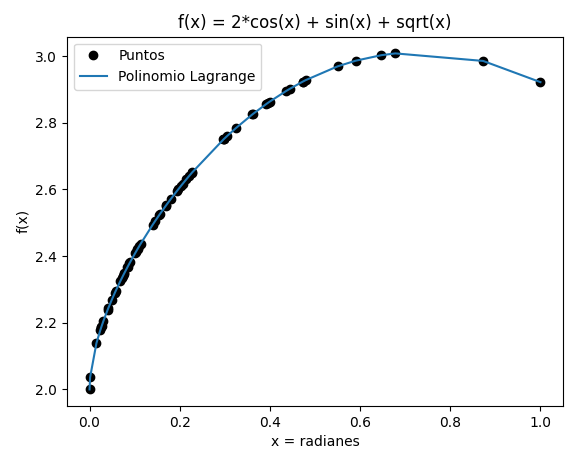 f(x) = 2*cos(x) + sin(x) + sqrt(x)
Puntos
Polinomio Lagrange
f(x)
3.0
2.8
2.6
2.4
2.2
2.0
0.0 0.2 0.4 0.6 0.8 1.0
x = radianes